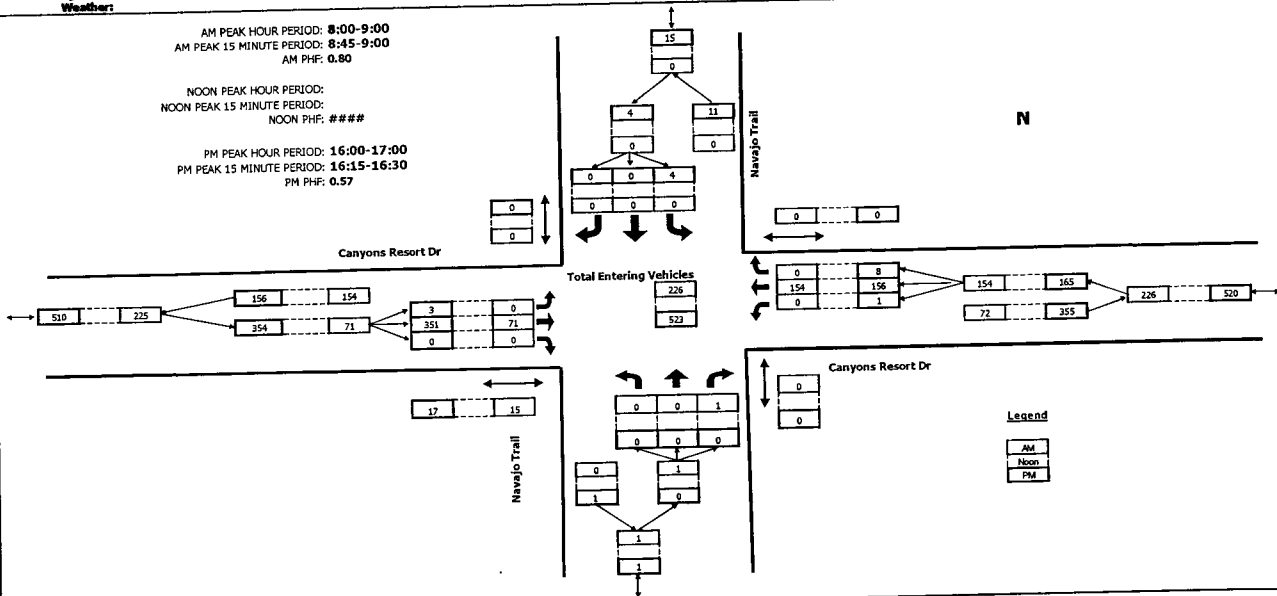 Weather:
AM PEAK HOUR PERIOD: 8:00-9:00
AM PEAK 15 MINUTE PERIOD: 8:45-9:00
AM PHF: 0.80
NOON PEAK HOUR PERIOD:
NOON PEAK 15 MINUTE PERIOD:
NOON PHF: ####
PM PEAK HOUR PERIOD: 16:00-17:00
PM PEAK 15 MINUTE PERIOD: 16:15-16:30
PM PHF: 0.57
15
0
4 11
0 0
0 0 4
0 0 0
Navajo Trail
N
0
0
0 0
Canyons Resort Dr
Total Entering Vehicles
226
523
510 225
156 154
354 71
3 0
351 71
0 0
0 8
154 156
0 1
154 165
72 355
226 520
17 15
Navajo Trail
0 0 1
0 0 0
0 1
1 0
1
1
Canyons Resort Dr
0
0
Legend
AM
Noon
PM